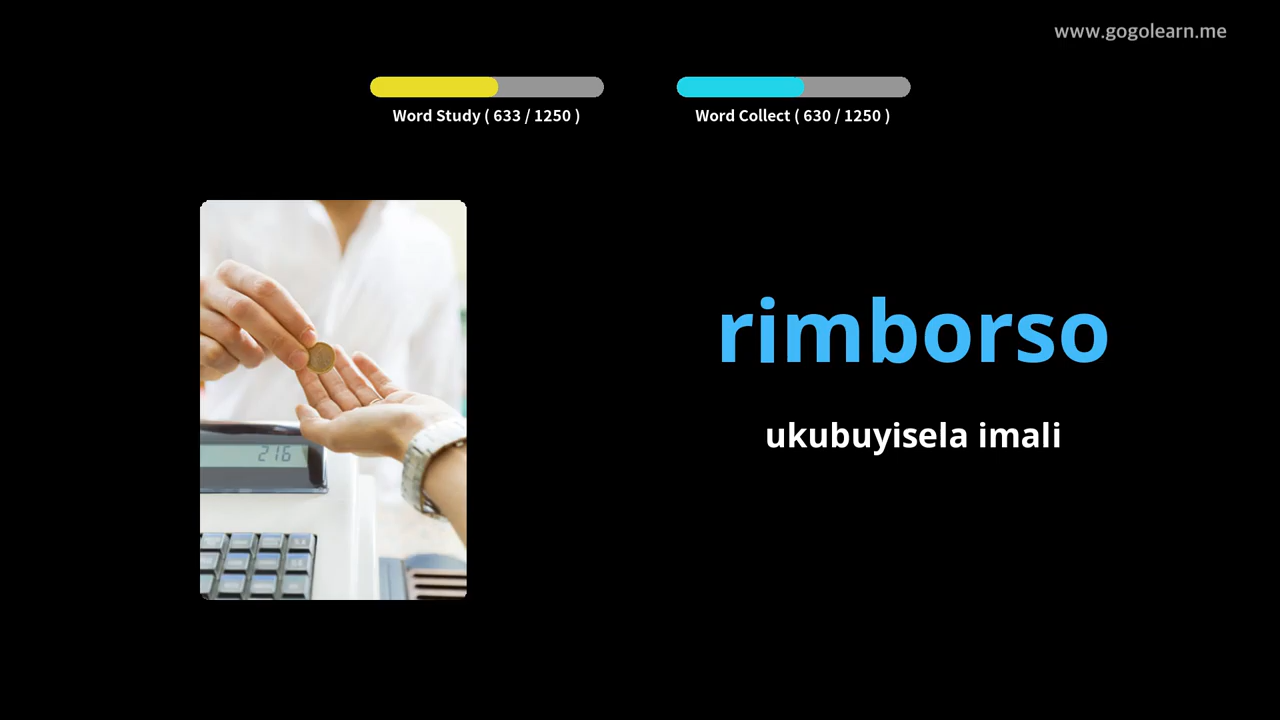 www.gogolearn.me
Word Study ( 633 / 1250 )
Word Collect ( 630 / 1250 )
rimborso
ukubuyisela imali
216